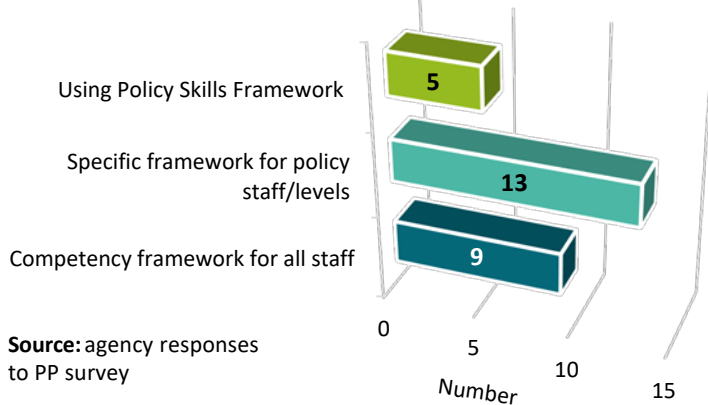 Using Policy Skills Framework
5
Specific framework for policy
staff/levels
13
Competency framework for all staff
9
0
5
10
15
Number
Source: agency responses
to PP survey